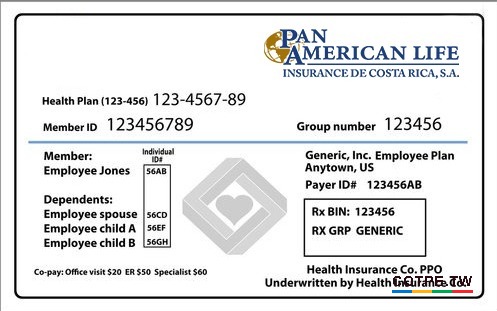 PAN
AMERICAN LIFE
INSURANCE DE COSTA RICA, S.A.
Health Plan (123-456) 123-4567-89
Member ID 123456789
Group number 123456
Member:
Individual
ID#
Employee Jones 56AB
Dependents:
Employee spouse 56CD
Employee child A 56EF
Employee child B 56GH
Generic, Inc. Employee Plan
Anytown, US
Payer ID# 123456AB
Rx BIN: 123456
RX GRP GENERIC
Co-pay: Office visit $20 ER $50 Specialist $60
Health Insurance Co. PPO
Underwritten by Health Insurance Co.
GOTPE.TW